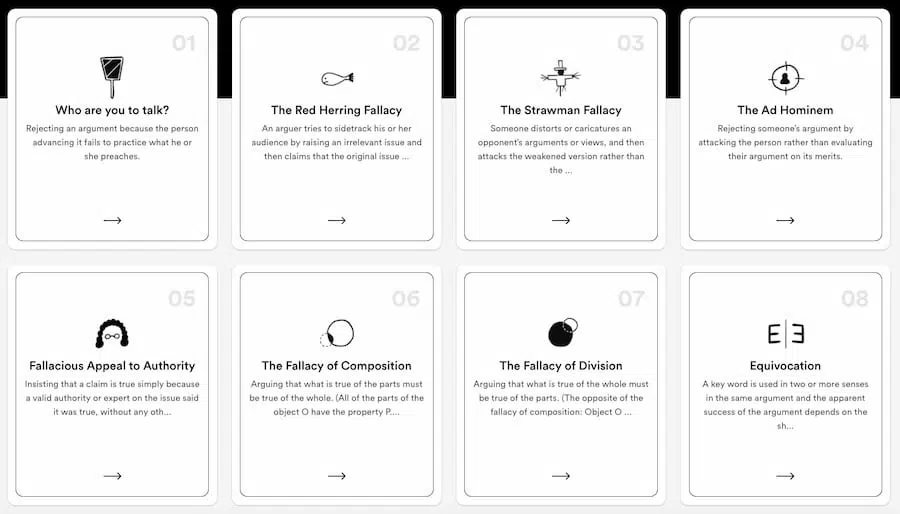 01
Who are you to talk?
Rejecting an argument because the person
advancing it fails to practice what he or
she preaches.
02
The Red Herring Fallacy
An arguer tries to sidetrack his or her
audience by raising an irrelevant issue and
then claims that the original issue ...
03
The Strawman Fallacy
Someone distorts or caricatures an
opponent's arguments or views, and then
attacks the weakened version rather than
the ...
04
The Ad Hominem
Rejecting someone's argument by
attacking the person rather than evaluating
their argument on its merits.
05
Fallacious Appeal to Authority
Insisting that a claim is true simply because
a valid authority or expert on the issue said
it was true, without any oth...
06
The Fallacy of Composition
Arguing that what is true of the parts must
be true of the whole. (All of the parts of the
object O have the property P....
07
The Fallacy of Division
Arguing that what is true of the whole must
be true of the parts. (The opposite of the
fallacy of composition: Object O ...
08
E|Ǝ
Equivocation
A key word is used in two or more senses
in the same argument and the apparent
success of the argument depends on the
sh...